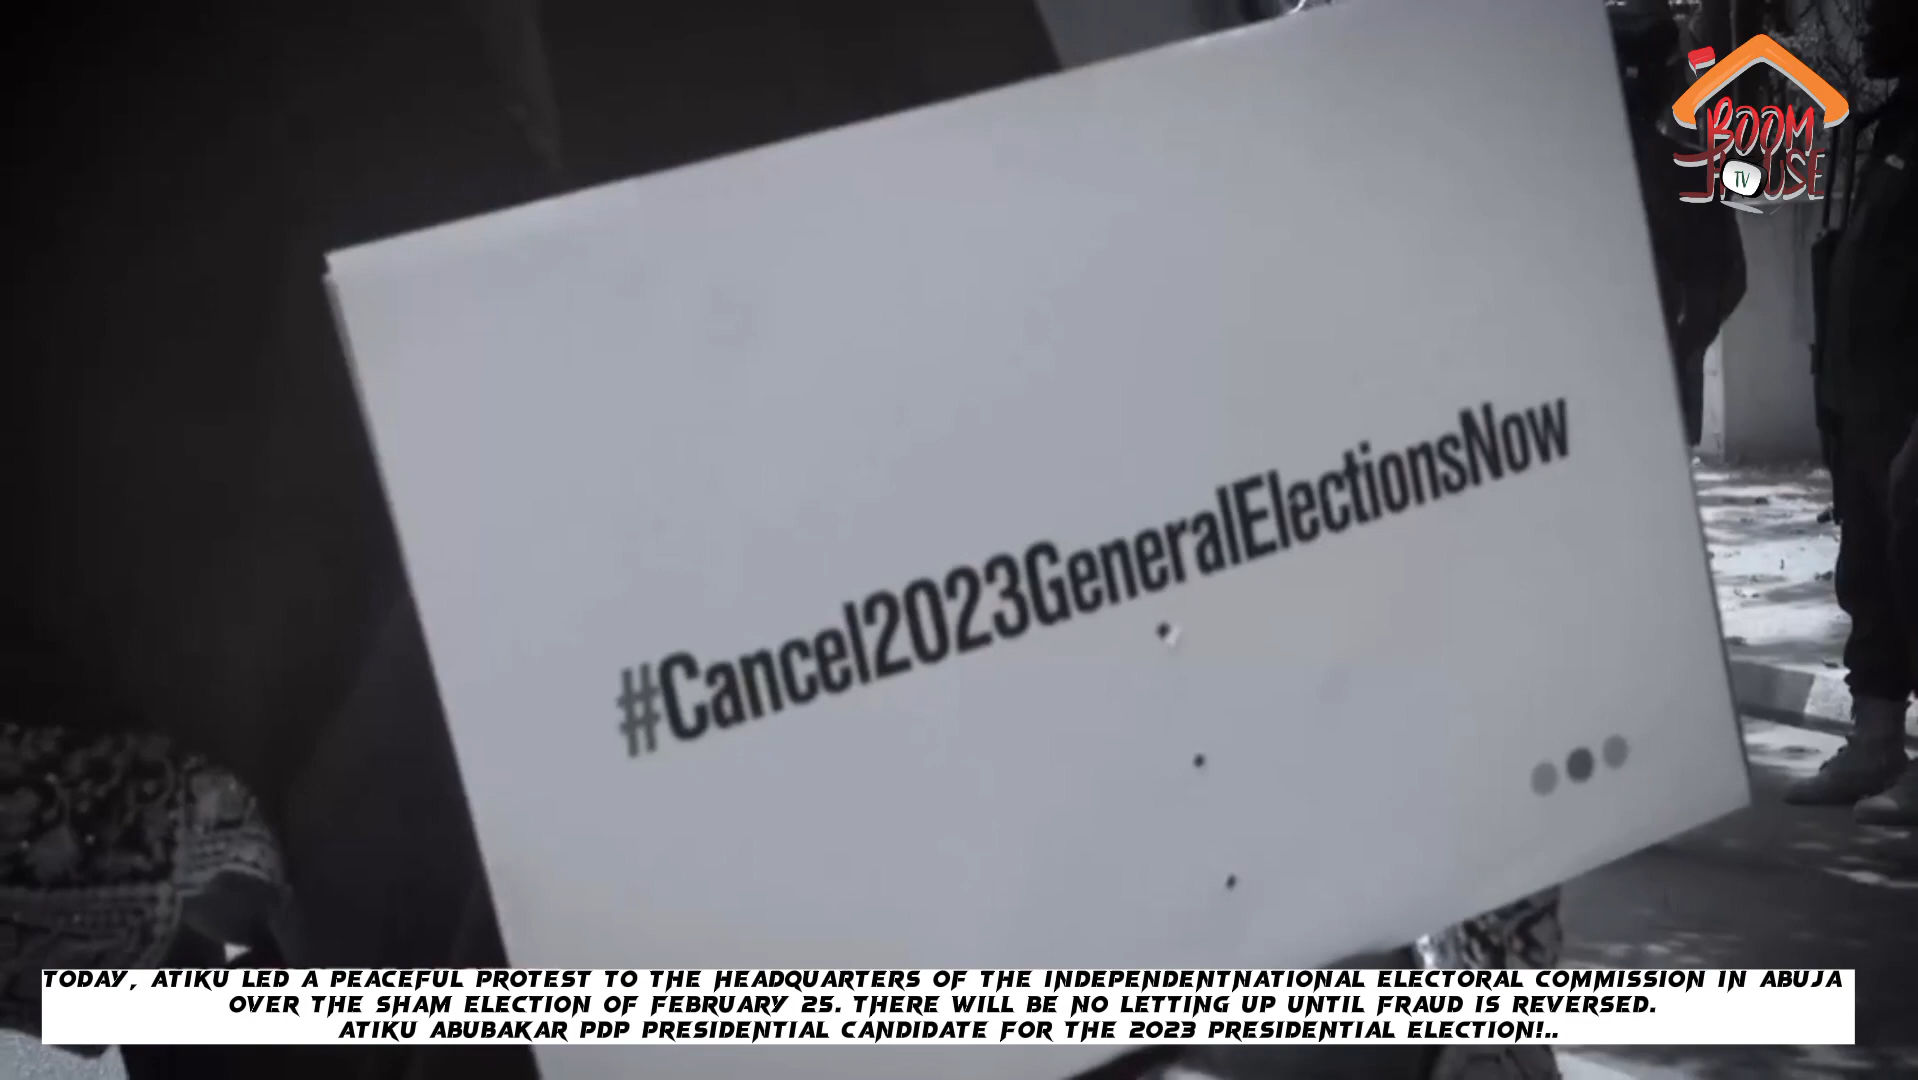 BOOM
HOUSE
TV
#Cancel2023GeneralElectionsNow
TODAY, ATIKU LED A PEACEFUL PROTEST TO THE HEADQUARTERS OF THE INDEPENDENTNATIONAL ELECTORAL COMMISSION IN ABUJA
OVER THE SHAM ELECTION OF FEBRUARY 25. THERE WILL BE NO LETTING UP UNTIL FRAUD IS REVERSED.
ATIKU ABUBAKAR PDP PRESIDENTIAL CANDIDATE FOR THE 2023 PRESIDENTIAL ELECTION!..